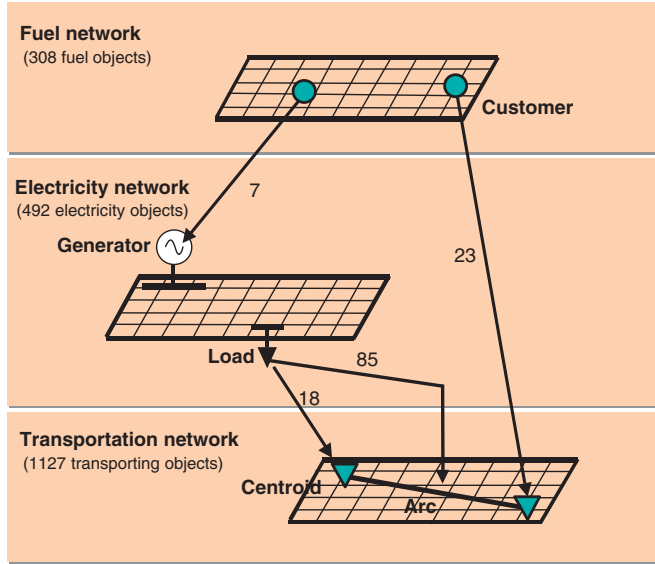 Fuel network
(308 fuel objects)
Customer
Electricity network
(492 electricity objects)
7
Generator
23
Load
85
18
Transportation network
(1127 transporting objects)
Centroid
Arc